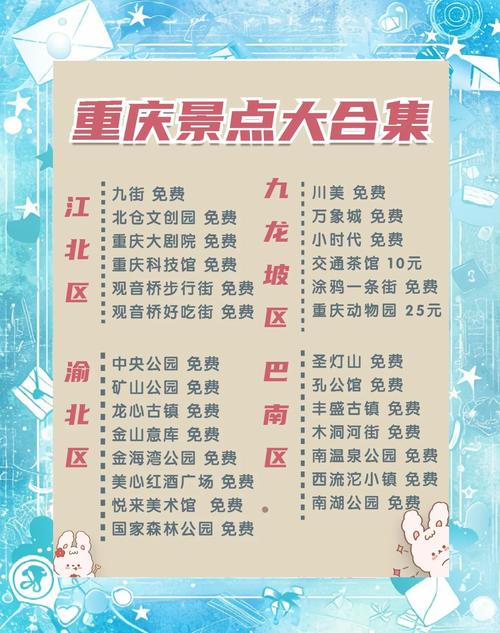 重庆景点大合集
江北区
九街 免费
北仓文创园 免费
重庆大剧院 免费
重庆科技馆 免费
观音桥步行街 免费
观音桥好吃街 免费
九龙坡区
川美 免费
万象城 免费
小时代 免费
交通茶馆 10元
涂鸦一条街 免费
重庆动物园 25元
渝北区
中央公园 免费
矿山公园 免费
龙心古镇 免费
金山意库 免费
金海湾公园 免费
美心红酒广场 免费
悦来美术馆 免费
国家森林公园 免费
巴南区
圣灯山 免费
孔公馆 免费
丰盛古镇 免费
木洞河街 免费
南温泉公园 免费
西流沱小镇 免费
南湖公园 免费